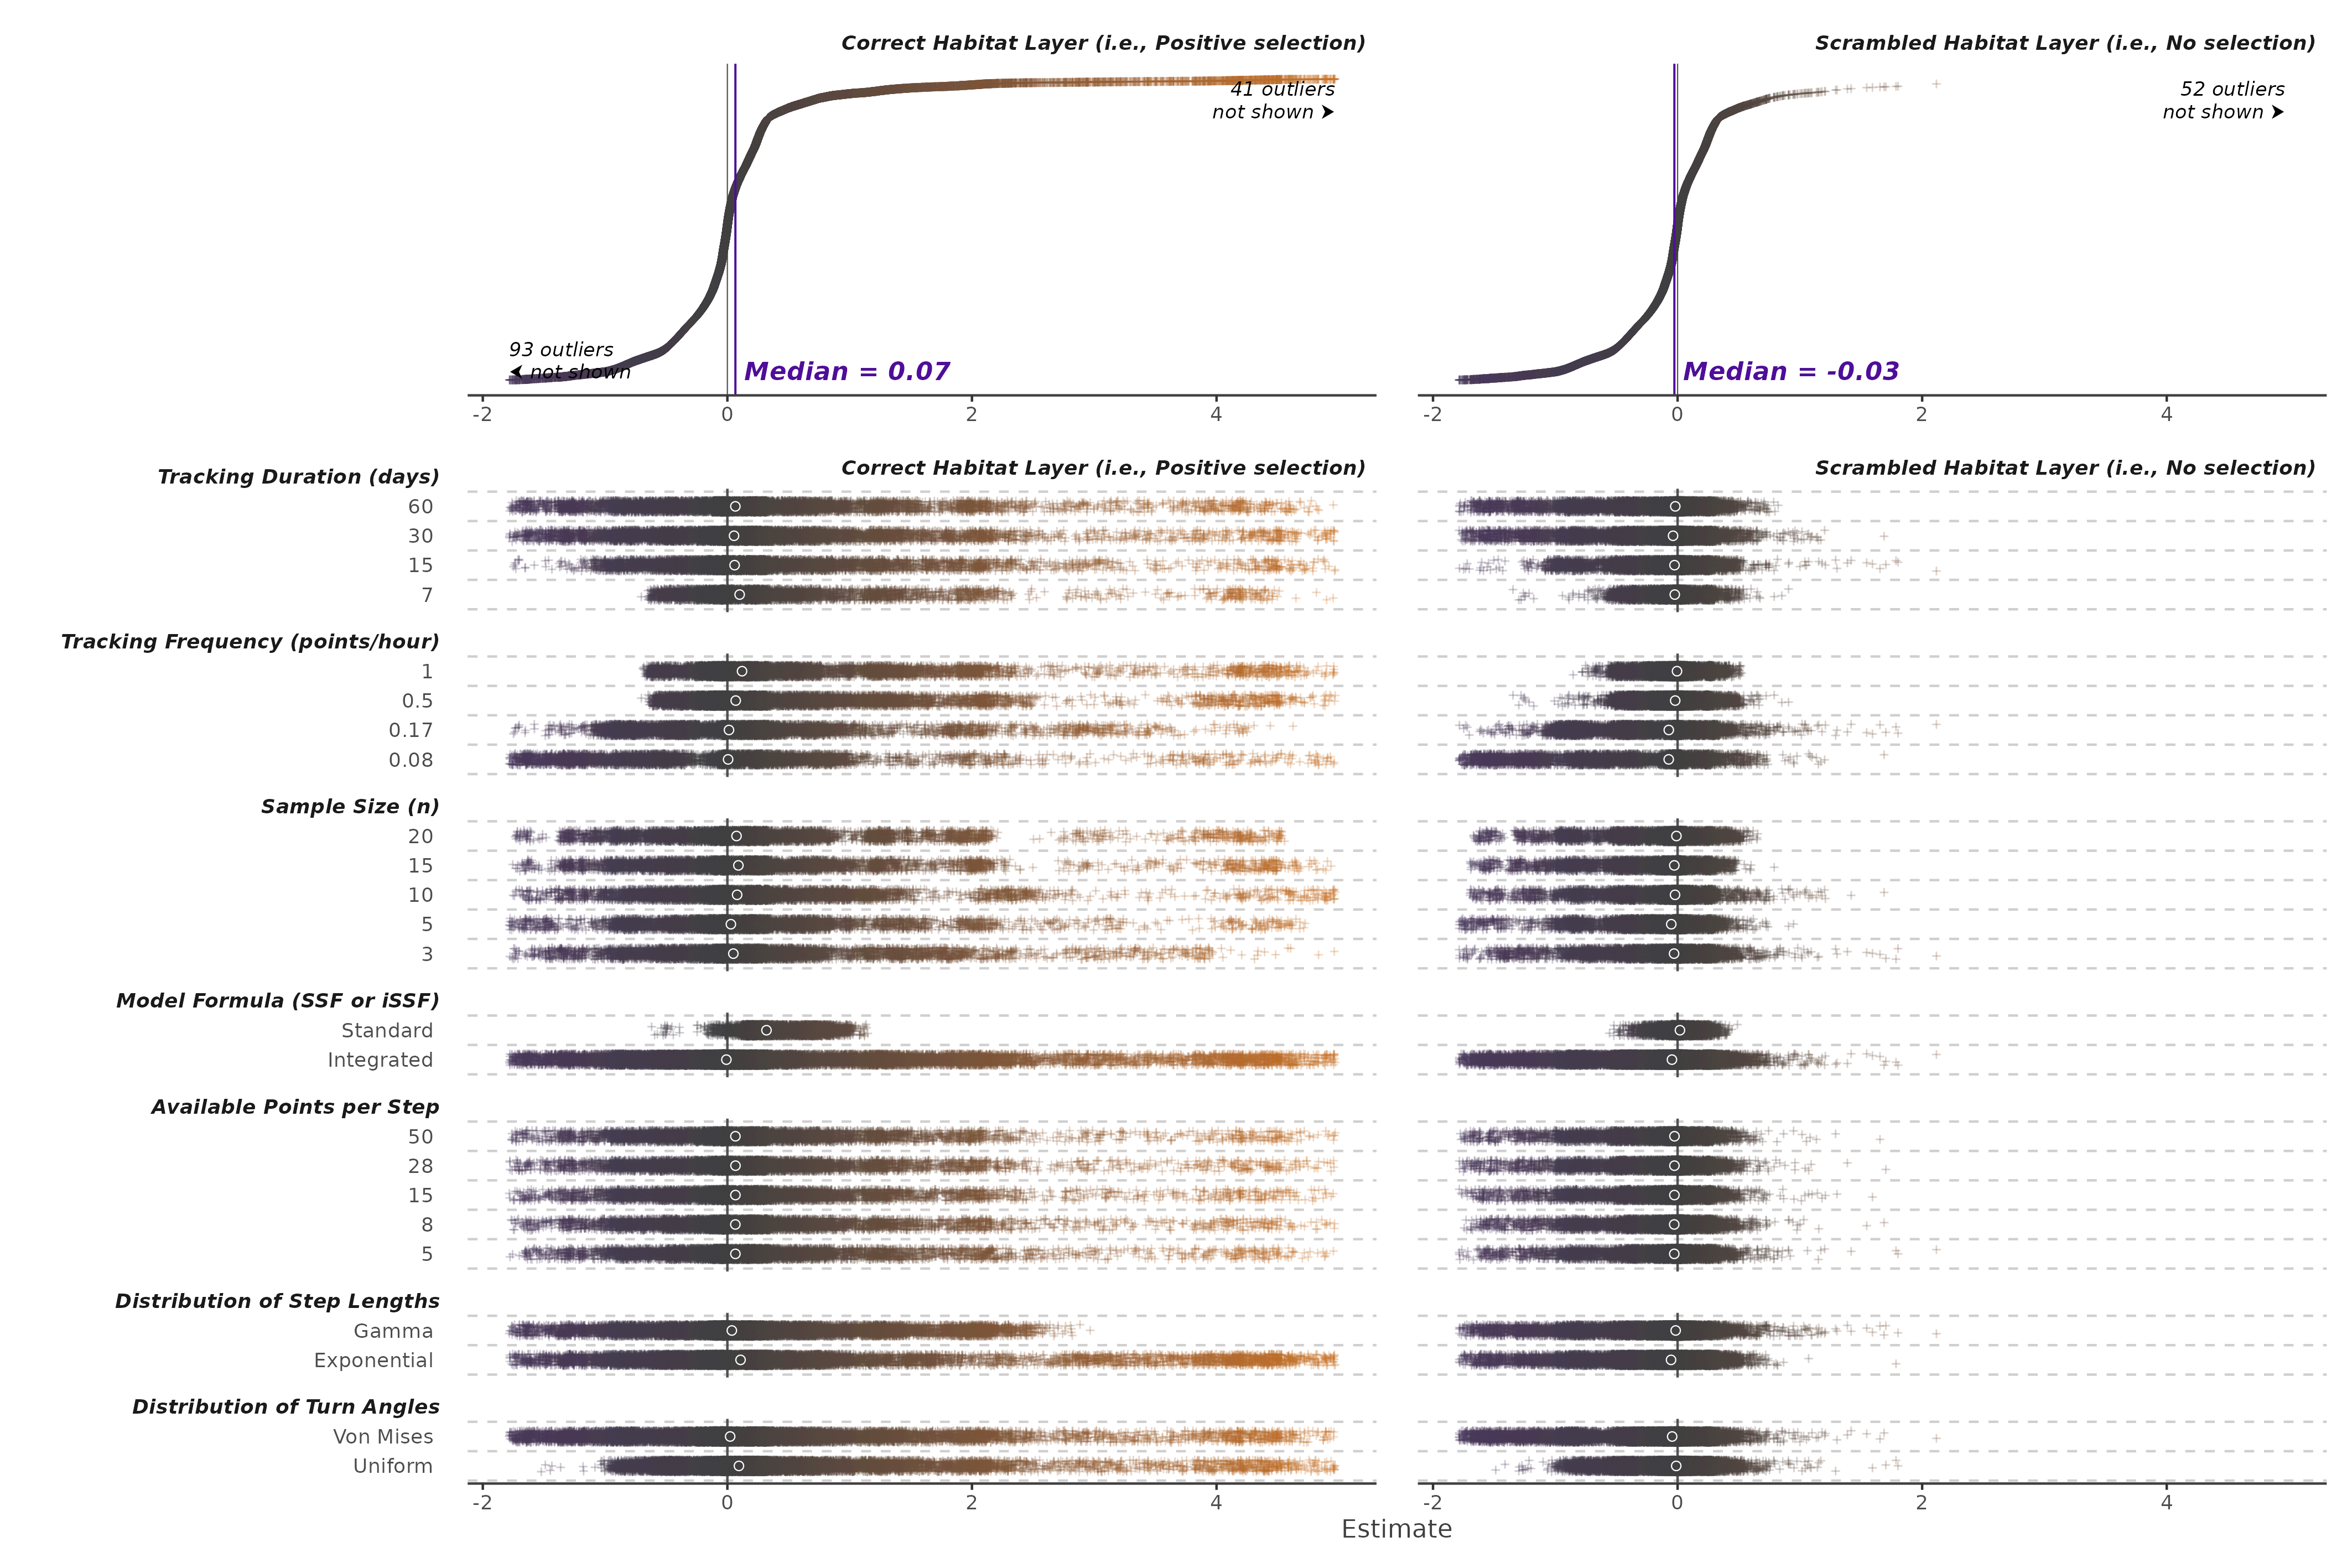 Correct Habitat Layer (i.e., Positive selection)
Scrambled Habitat Layer (i.e., No selection)
41 outliers
not shown ➤
52 outliers
not shown ➤
93 outliers
⮜ not shown
Median = 0.07
Median = -0.03
-2 0 2 4
-2 0 2 4
Correct Habitat Layer (i.e., Positive selection)
Scrambled Habitat Layer (i.e., No selection)
Tracking Duration (days)
60
30
15
7
Tracking Frequency (points/hour)
1
0.5
0.17
0.08
Sample Size (n)
20
15
10
5
3
Model Formula (SSF or iSSF)
Standard
Integrated
Available Points per Step
50
28
15
8
5
Distribution of Step Lengths
Gamma
Exponential
Distribution of Turn Angles
Von Mises
Uniform
-2 0 2 4
-2 0 2 4
Estimate